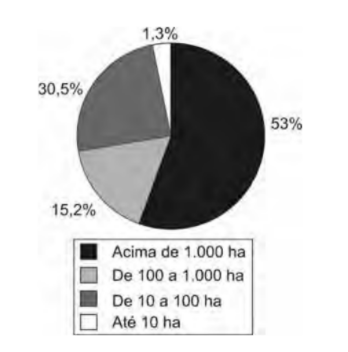 1,3%
30,5%
53%
15,2%
Acima de 1.000 ha
De 100 a 1.000 ha
De 10 a 100 ha
Até 10 ha